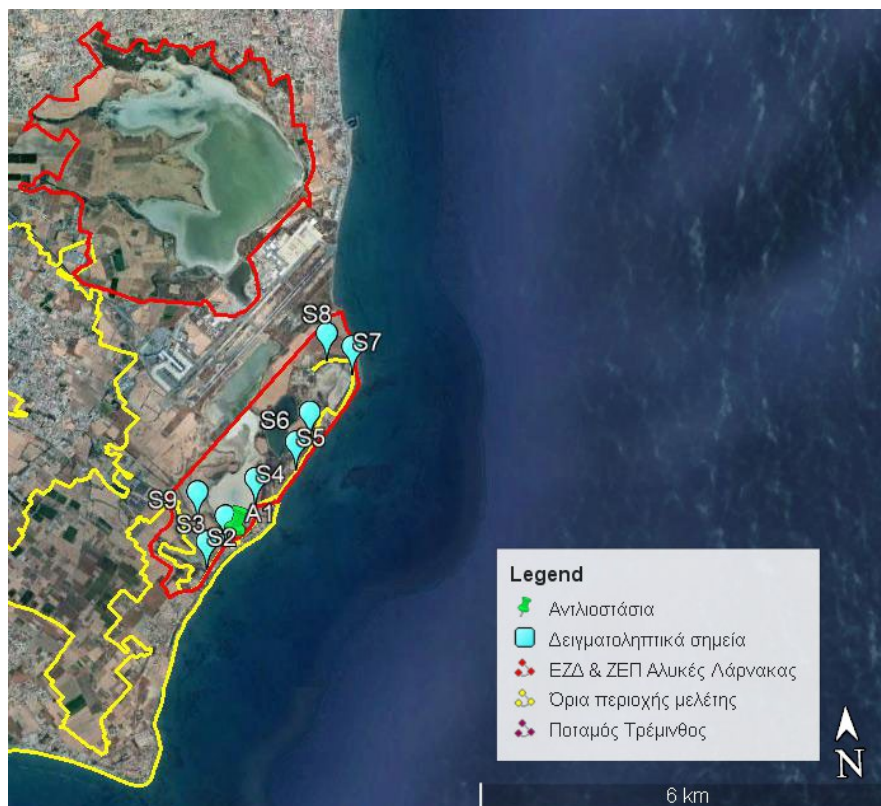 S8
S7
S6
S5
S4
S9
S3
A1
S2
Legend
Αντλιοστάσια
Δειγματοληπτικά σημεία
ΕΖΔ & ΖΕΠ Αλυκές Λάρνακας
Όρια περιοχής μελέτης
Ποταμός Τρέμινθος
N
6 km